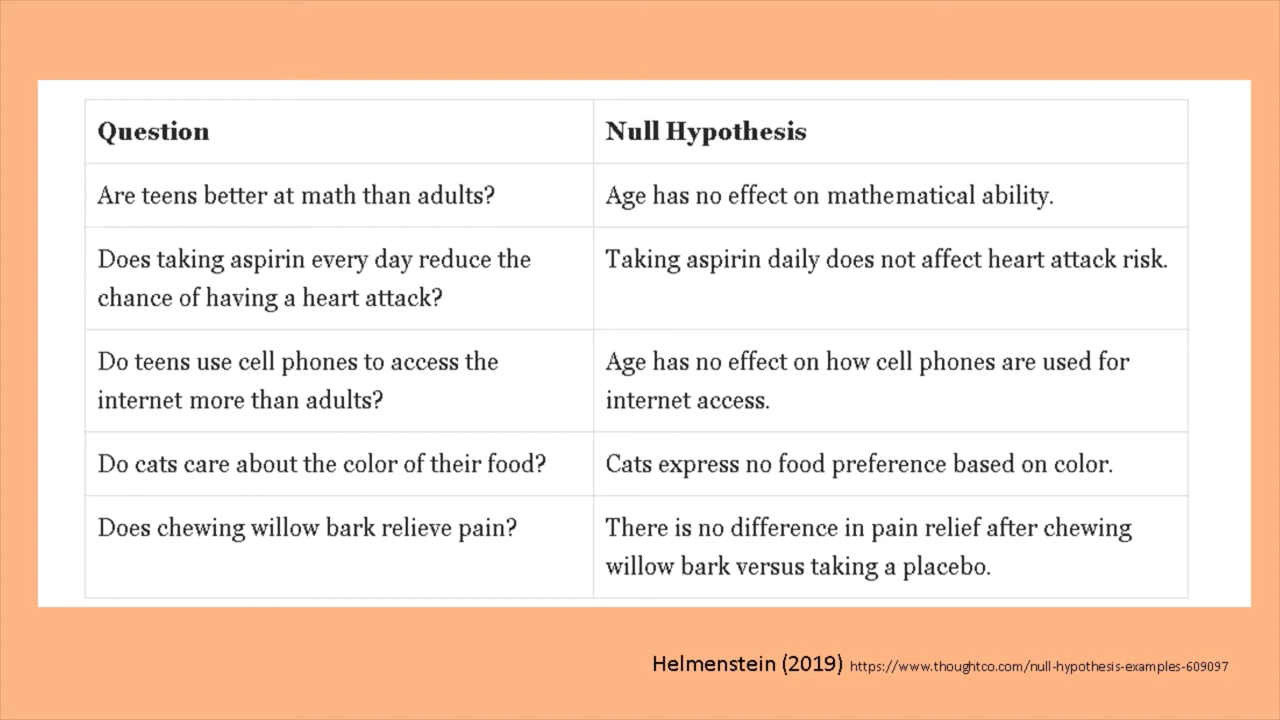 Question
Null Hypothesis
Are teens better at math than adults?
Age has no effect on mathematical ability.
Does taking aspirin every day reduce the
chance of having a heart attack?
Taking aspirin daily does not affect heart attack risk.
Do teens use cell phones to access the
internet more than adults?
Age has no effect on how cell phones are used for
internet access.
Do cats care about the color of their food?
Cats express no food preference based on color.
Does chewing willow bark relieve pain?
There is no difference in pain relief after chewing
willow bark versus taking a placebo.
Helmenstein (2019) https://www.thoughtco.com/null-hypothesis-examples-609097